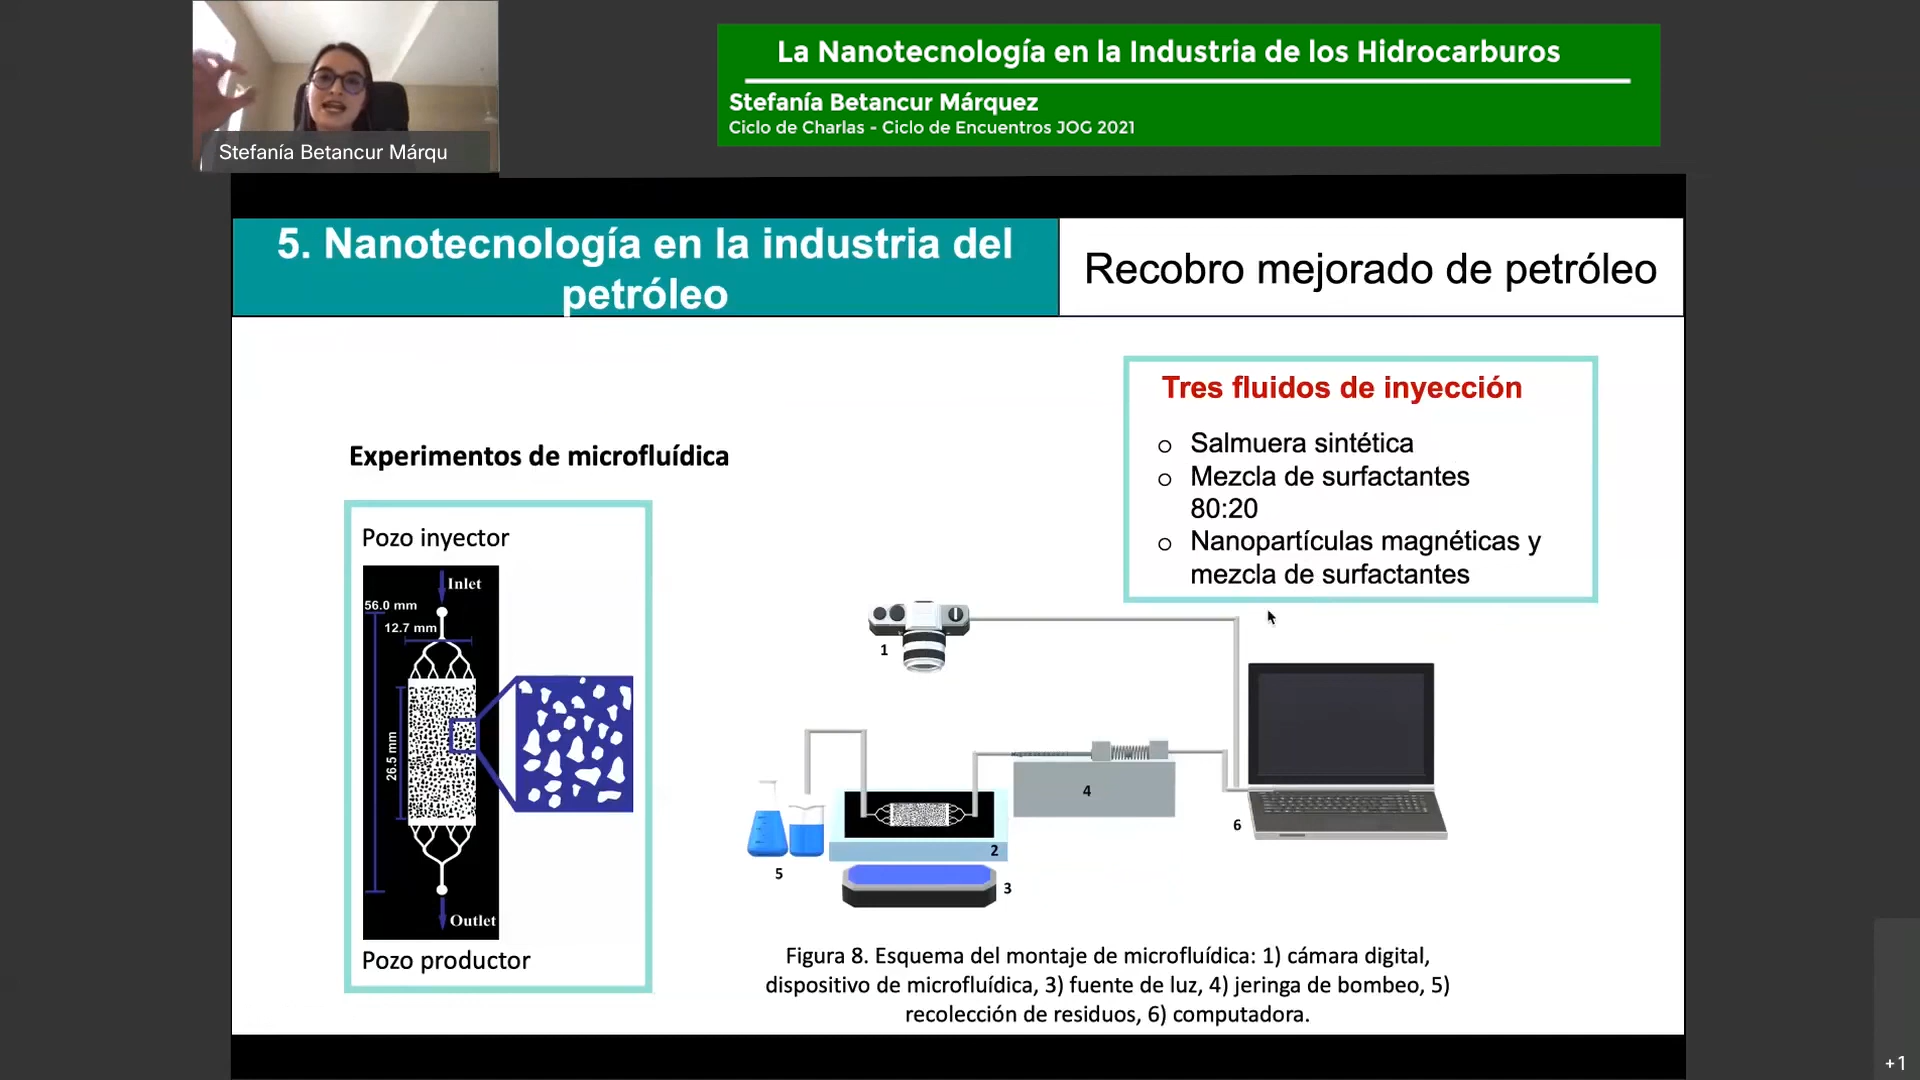 La Nanotecnología en la Industria de los Hidrocarburos
Stefanía Betancur Márquez
Ciclo de Charlas - Ciclo de Encuentros JOG 2021
Stefanía Betancur Márqu
5. Nanotecnología en la industria del
petróleo
Recobro mejorado de petróleo
Tres fluidos de inyección
o Salmuera sintética
o Mezcla de surfactantes
80:20
o Nanopartículas magnéticas y
mezcla de surfactantes
Experimentos de microfluídica
Pozo inyector
Inlet
56.0 mm
12.7 mm
26.5 mm
Outlet
Pozo productor
1
2
3
4
5
6
Figura 8. Esquema del montaje de microfluídica: 1) cámara digital,
dispositivo de microfluídica, 3) fuente de luz, 4) jeringa de bombeo, 5)
recolección de residuos, 6) computadora.
+1